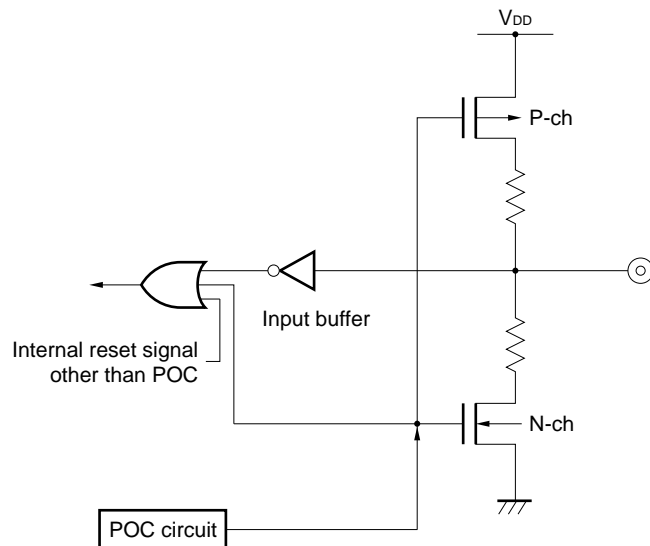 VDD
P-ch
Input buffer
Internal reset signal
other than POC
N-ch
POC circuit